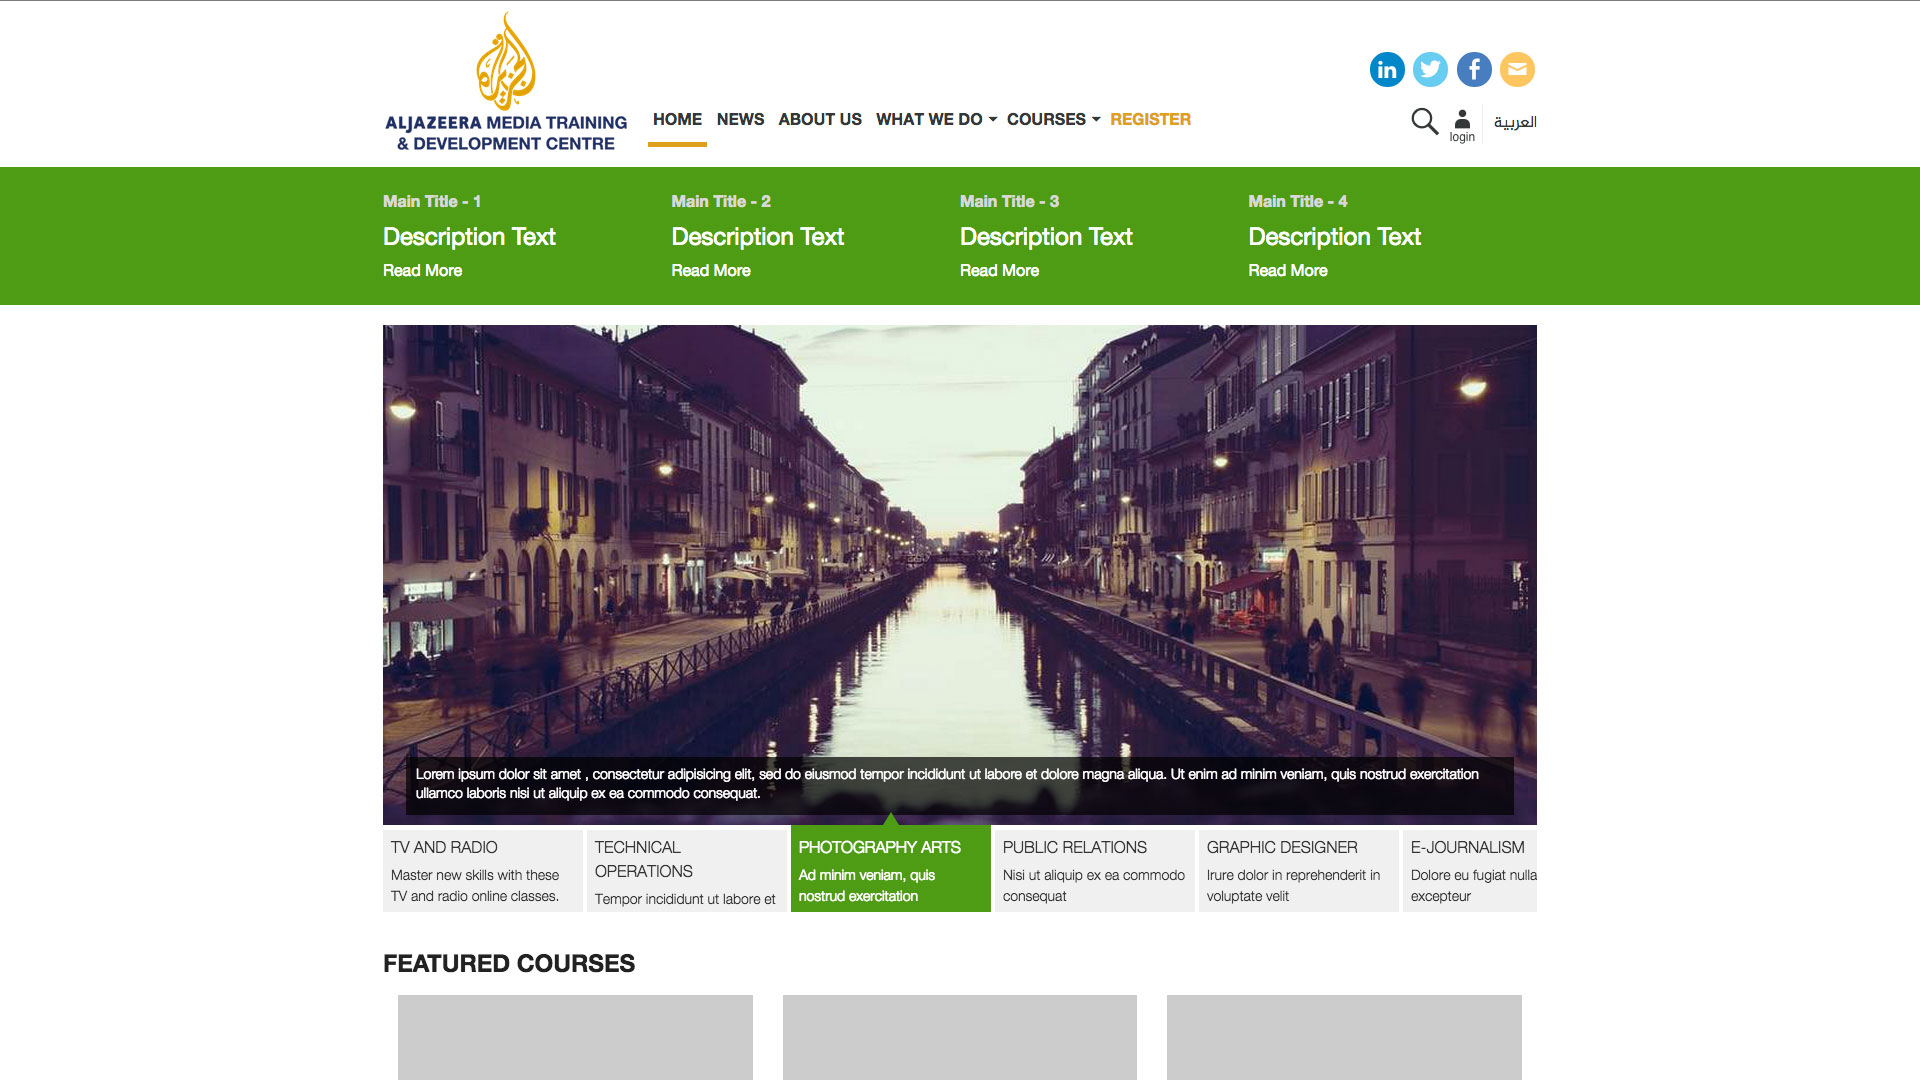 ALJAZEERA MEDIA TRAINING
& DEVELOPMENT CENTRE
HOME NEWS ABOUT US WHAT WE DO COURSES REGISTER
login
العربية
Main Title - 1
Description Text
Read More
Main Title - 2
Description Text
Read More
Main Title - 3
Description Text
Read More
Main Title - 4
Description Text
Read More
Lorem ipsum dolor sit amet , consectetur adipisicing elit, sed do eiusmod tempor incididunt ut labore et dolore magna aliqua. Ut enim ad minim veniam, quis nostrud exercitation
ullamco laboris nisi ut aliquip ex ea commodo consequat.
TV AND RADIO
Master new skills with these
TV and radio online classes.
TECHNICAL
OPERATIONS
Tempor incididunt ut labore et
PHOTOGRAPHY ARTS
Ad minim veniam, quis
nostrud exercitation
PUBLIC RELATIONS
Nisi ut aliquip ex ea commodo
consequat
GRAPHIC DESIGNER
Irure dolor in reprehenderit in
voluptate velit
E-JOURNALISM
Dolore eu fugiat nulla
excepteur
FEATURED COURSES